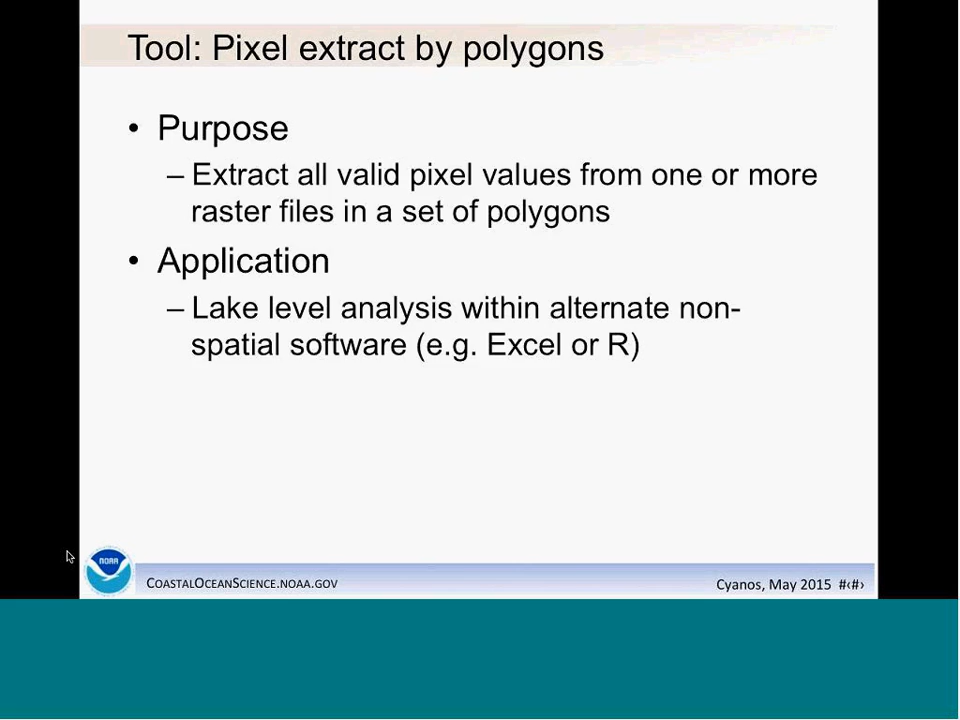 Tool: Pixel extract by polygons
• Purpose
– Extract all valid pixel values from one or more
raster files in a set of polygons
• Application
– Lake level analysis within alternate non-
spatial software (e.g. Excel or R)
NOAA
COASTALOCEANSCIENCE.NOAA.GOV
Cyanos, May 2015 #‹#›